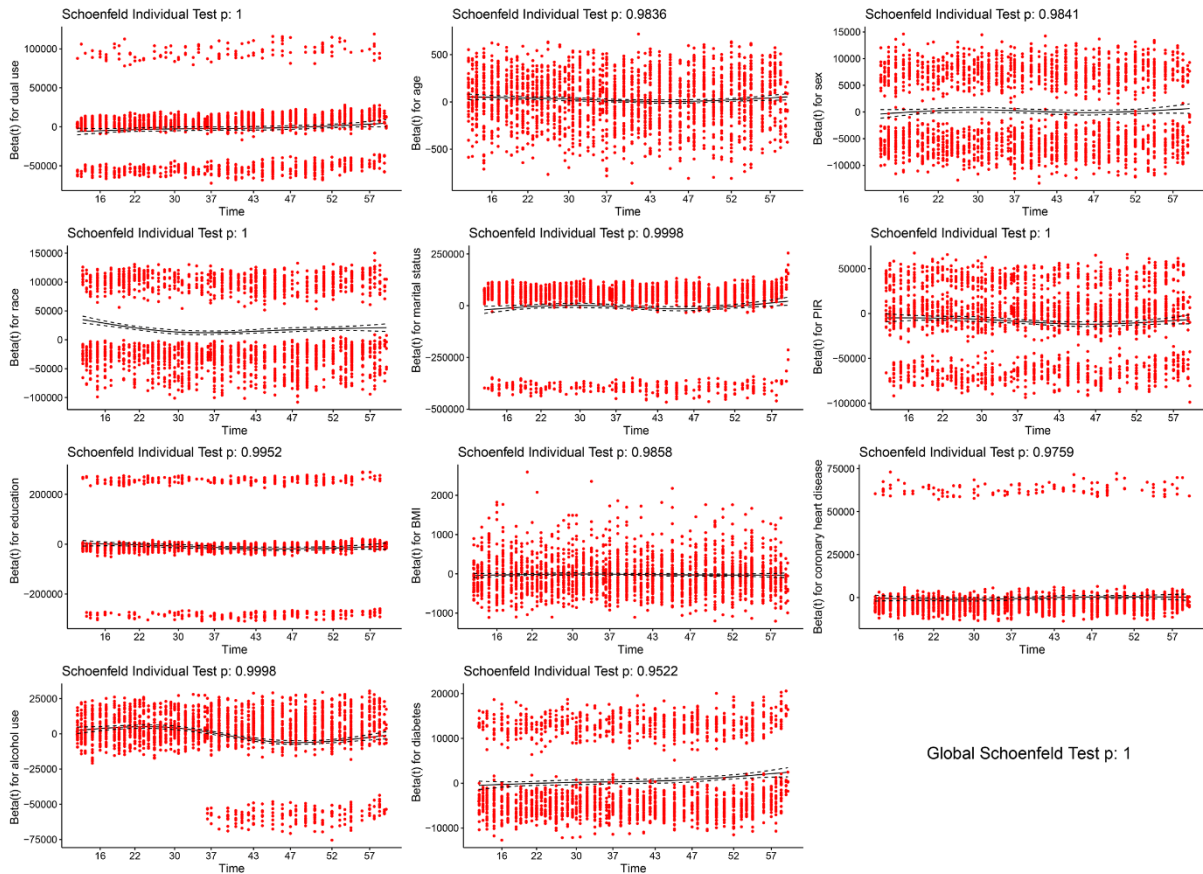 Schoenfeld Individual Test p: 1
Beta(t) for dual use
100000
50000
0
−50000
16 22 30 37 43 47 52 57
Time
Schoenfeld Individual Test p: 0.9836
Beta(t) for age
500
0
−500
16 22 30 37 43 47 52 57
Time
Schoenfeld Individual Test p: 0.9841
Beta(t) for sex
15000
10000
5000
0
−5000
−10000
16 22 30 37 43 47 52 57
Time
Schoenfeld Individual Test p: 1
Beta(t) for race
150000
100000
50000
0
−50000
−100000
16 22 30 37 43 47 52 57
Time
Schoenfeld Individual Test p: 0.9998
Beta(t) for marital status
250000
0
−250000
−500000
16 22 30 37 43 47 52 57
Time
Schoenfeld Individual Test p: 1
Beta(t) for PIR
50000
0
−50000
−100000
16 22 30 37 43 47 52 57
Time
Schoenfeld Individual Test p: 0.9952
Beta(t) for education
200000
0
−200000
16 22 30 37 43 47 52 57
Time
Schoenfeld Individual Test p: 0.9858
Beta(t) for BMI
2000
1000
0
−1000
16 22 30 37 43 47 52 57
Time
Schoenfeld Individual Test p: 0.9759
Beta(t) for coronary heart disease
75000
50000
25000
0
16 22 30 37 43 47 52 57
Time
Schoenfeld Individual Test p: 0.9998
Beta(t) for alcohol use
25000
0
−25000
−50000
−75000
16 22 30 37 43 47 52 57
Time
Schoenfeld Individual Test p: 0.9522
Beta(t) for diabetes
20000
10000
0
−10000
16 22 30 37 43 47 52 57
Time
Global Schoenfeld Test p: 1